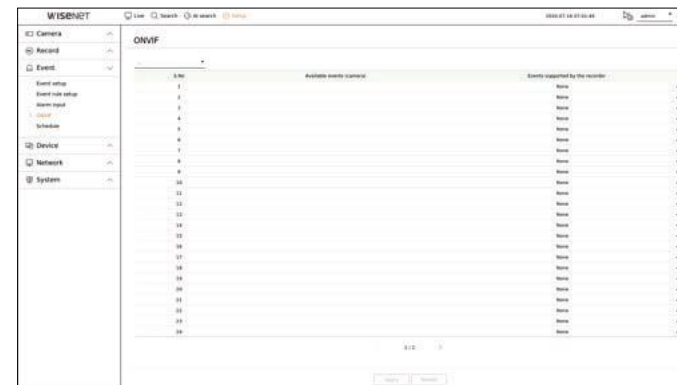 WISENET
Live Search AI search Setup
admin
Camera
Record
Event
Event setup
Event rule setup
Alarm input
ONVIF
Schedule
Device
Network
System
ONVIF
S.No Available events (camera) Events supported by the recorder
1 None
2 None
3 None
4 None
5 None
6 None
7 None
8 None
9 None
10 None
11 None
12 None
13 None
14 None
15 None
16 None
17 None
18 None
19 None
20 None
21 None
22 None
23 None
24 None
1 / 2 >
Apply